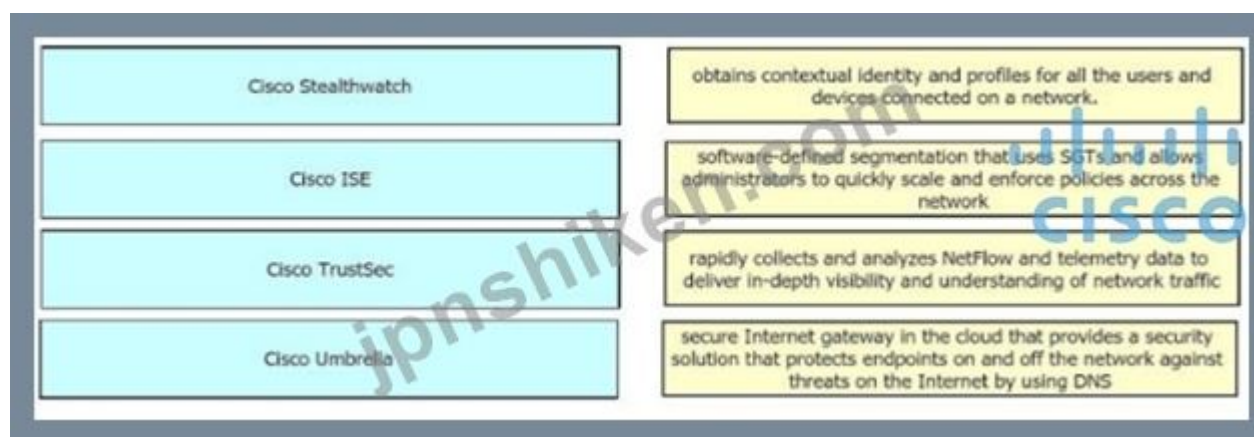 Cisco Stealthwatch
obtains contextual identity and profiles for all the users and
devices connected on a network.
Cisco ISE
software-defined segmentation that uses SGTs and allows
administrators to quickly scale and enforce policies across the
network
Cisco TrustSec
rapidly collects and analyzes NetFlow and telemetry data to
deliver in-depth visibility and understanding of network traffic
Cisco Umbrella
secure Internet gateway in the cloud that provides a security
solution that protects endpoints on and off the network against
threats on the Internet by using DNS
jpnshiken.com
CISCO